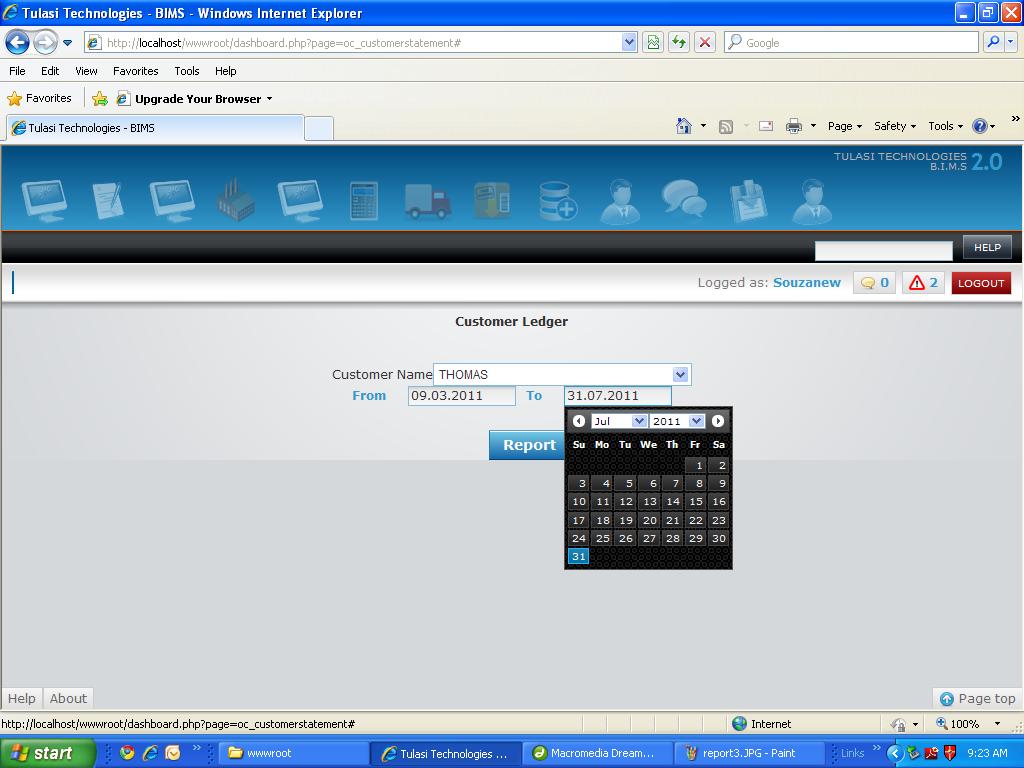 Tulasi Technologies - BIMS - Windows Internet Explorer
http://localhost/wwwroot/dashboard.php?page=oc_customerstatement#
Google
File Edit View Favorites Tools Help
Favorites Upgrade Your Browser
Tulasi Technologies - BIMS
Page Safety Tools »
TULASI TECHNOLOGIES
B.I.M.S 2.0
HELP
Logged as: Souzanew 0 2 LOGOUT
Customer Ledger
Customer Name THOMAS
From 09.03.2011 To 31.07.2011
Jul 2011
Report
Su Mo Tu We Th Fr Sa
1 2
3 4 5 6 7 8 9
10 11 12 13 14 15 16
17 18 19 20 21 22 23
24 25 26 27 28 29 30
31
Help About Page top
http://localhost/wwwroot/dashboard.php?page=oc_customerstatement# Internet 100%
start » wwwroot Tulasi Technologies ... Macromedia Dream... report3.JPG - Paint Links » 9:23 AM